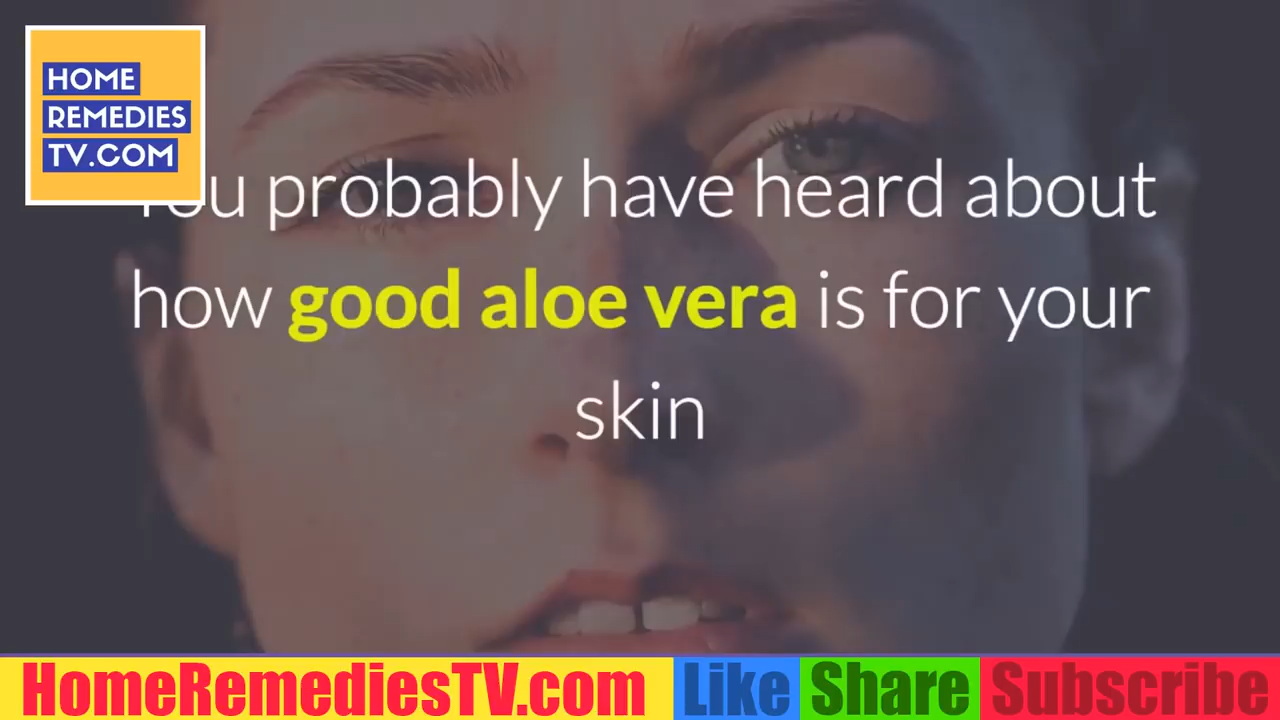 HOME
REMEDIES
TV.COM
You probably have heard about
how good aloe vera is for your
skin
HomeRemediesTV.com Like Share Subscribe